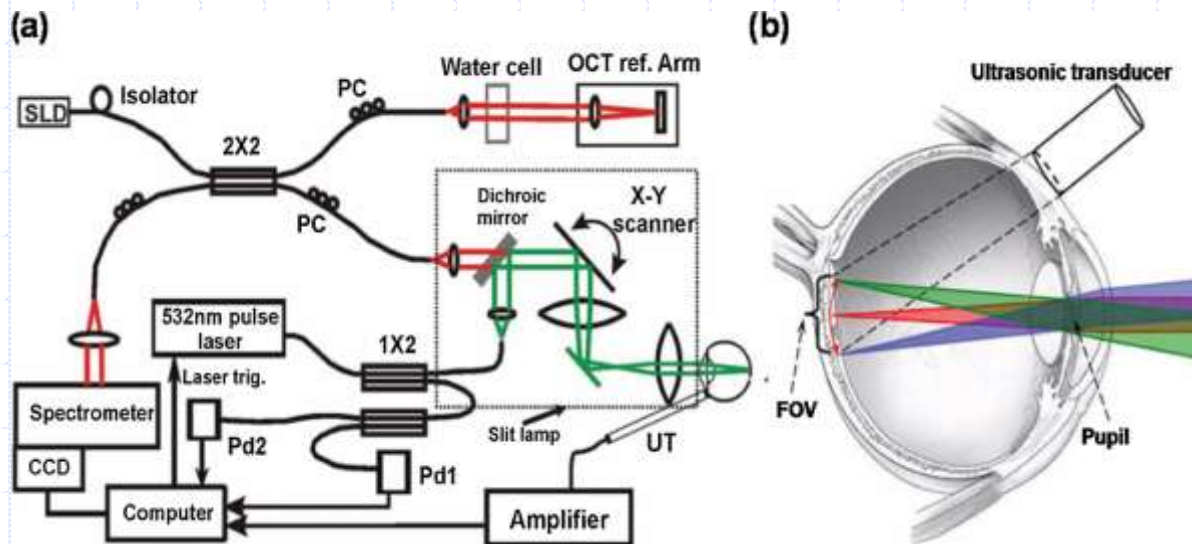 (a)
(b)
Water cell
OCT ref. Arm
Ultrasonic transducer
Isolator
PC
SLD
2X2
Dichroic
mirror
X-Y
scanner
PC
532nm pulse
laser
1X2
Laser trig.
FOV
Spectrometer
Pd2
Slit lamp
UT
Pupil
CCD
Pd1
Computer
Amplifier